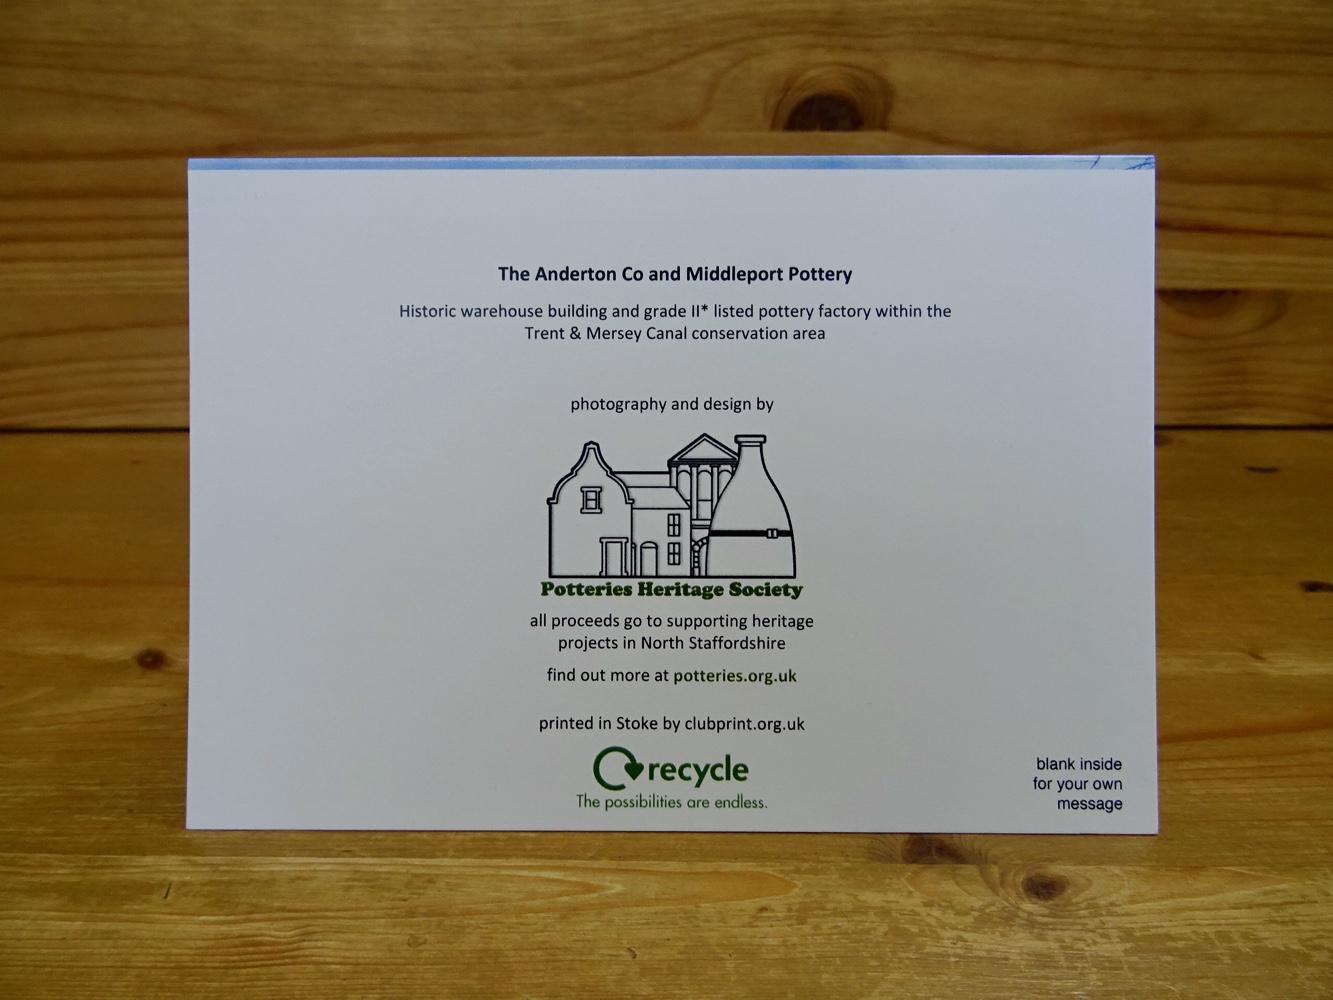 The Anderton Co and Middleport Pottery
Historic warehouse building and grade II* listed pottery factory within the
Trent & Mersey Canal conservation area
photography and design by
Potteries Heritage Society
all proceeds go to supporting heritage
projects in North Staffordshire
find out more at potteries.org.uk
printed in Stoke by clubprint.org.uk
recycle
The possibilities are endless.
blank inside
for your own
message